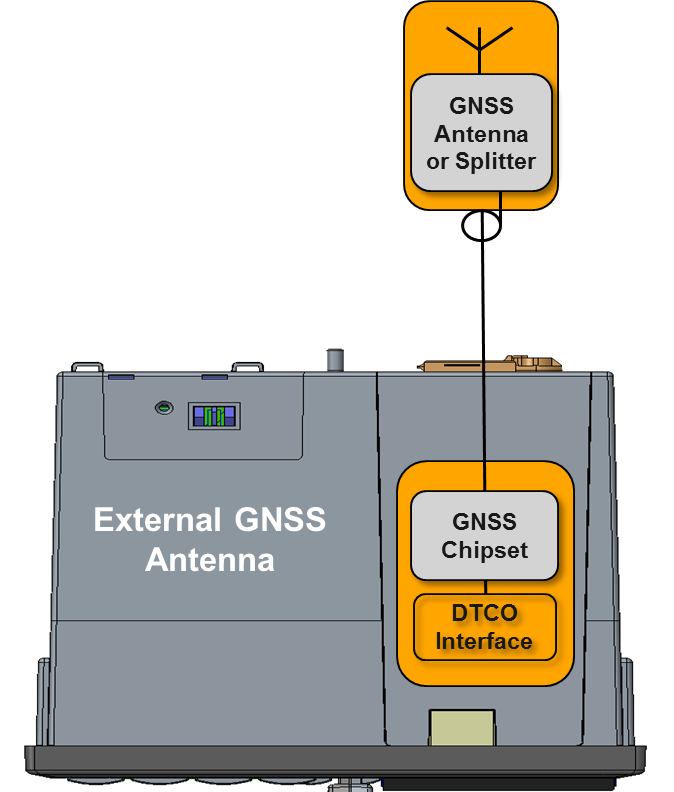 GNSS
Antenna
or Splitter
External GNSS
Antenna
GNSS
Chipset
DTCO
Interface